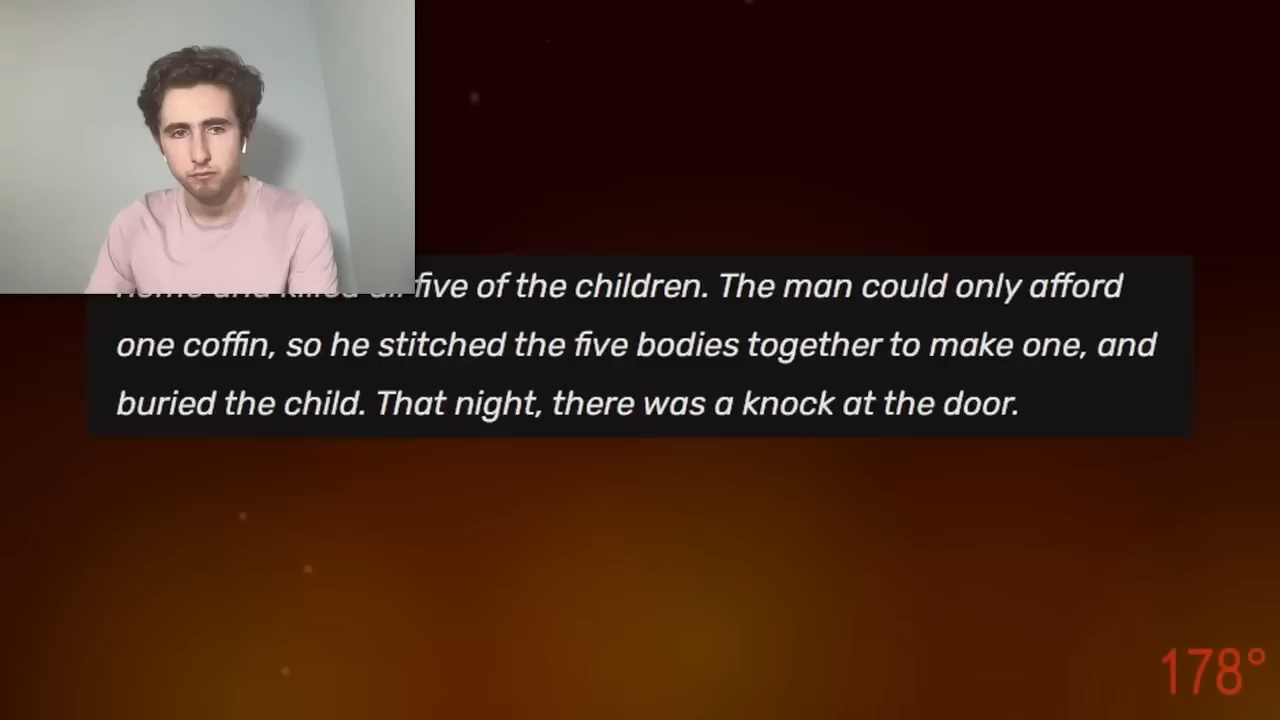 five of the children. The man could only afford
one coffin, so he stitched the five bodies together to make one, and
buried the child. That night, there was a knock at the door.
178°